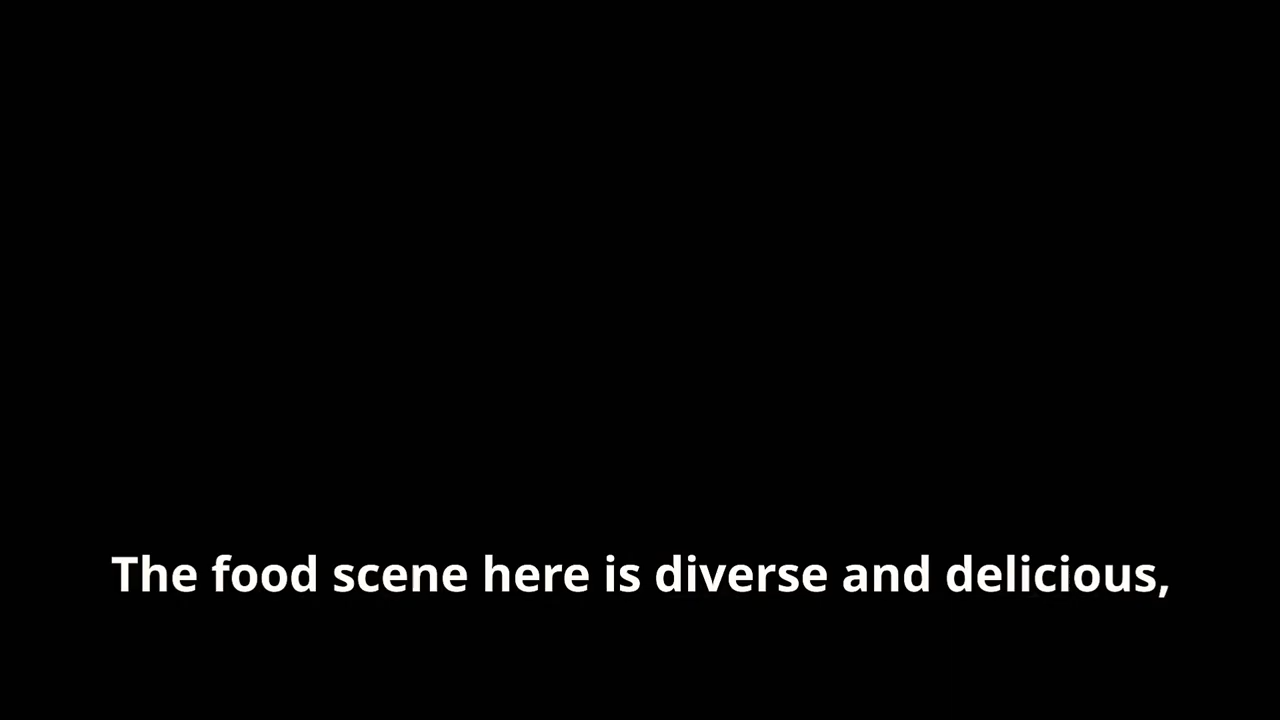 The food scene here is diverse and delicious,